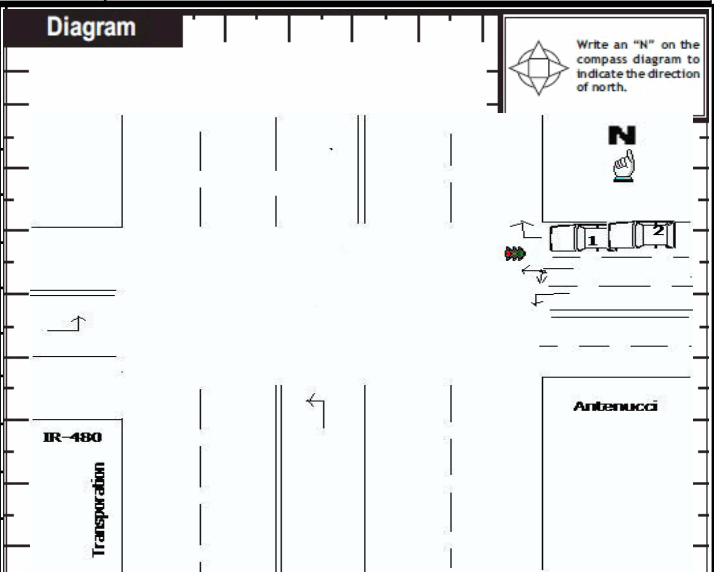 Diagram
Write an “N” on the
compass diagram to
indicate the direction
of north.
N
1
2
Antenucci
IR-480
Transporation